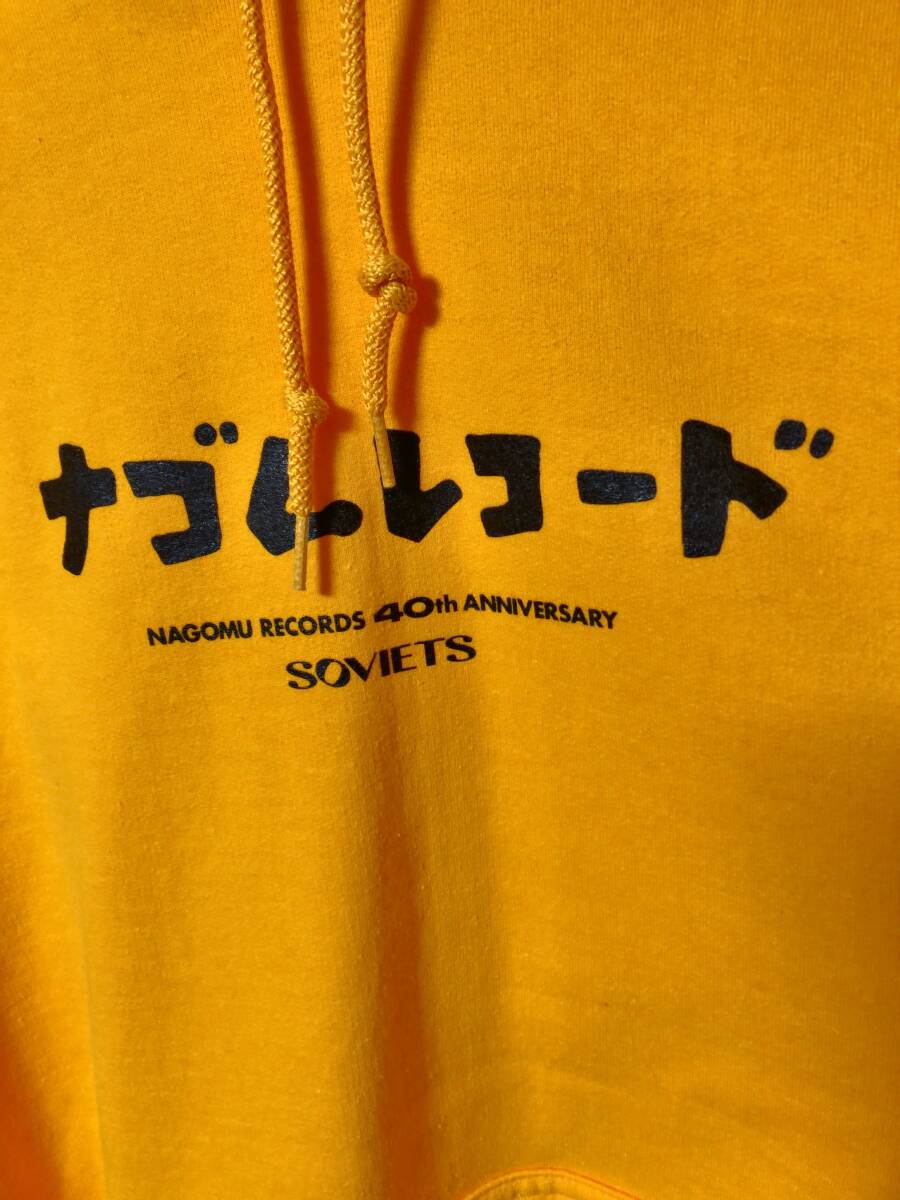 ナゴムレコード
NAGOMU RECORDS 40th ANNIVERSARY
SOVIETS